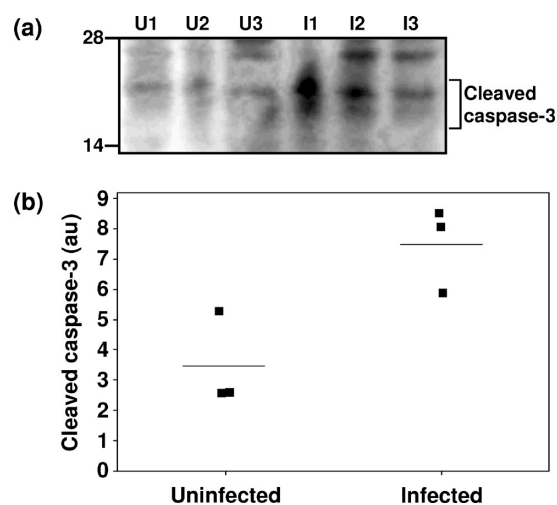 (a)
U1 U2 U3 I1 I2 I3
28
14
Cleaved
caspase-3
(b)
Cleaved caspase-3 (au)
9
8
7
6
5
4
3
2
1
0
Uninfected Infected